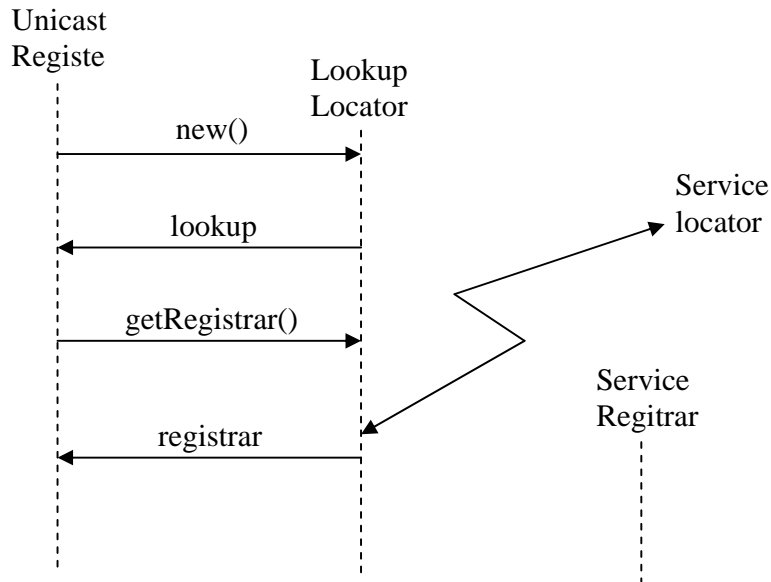 Unicast
Registe
Lookup
Locator
new()
Service
locator
lookup
getRegistrar()
Service
Regitrar
registrar